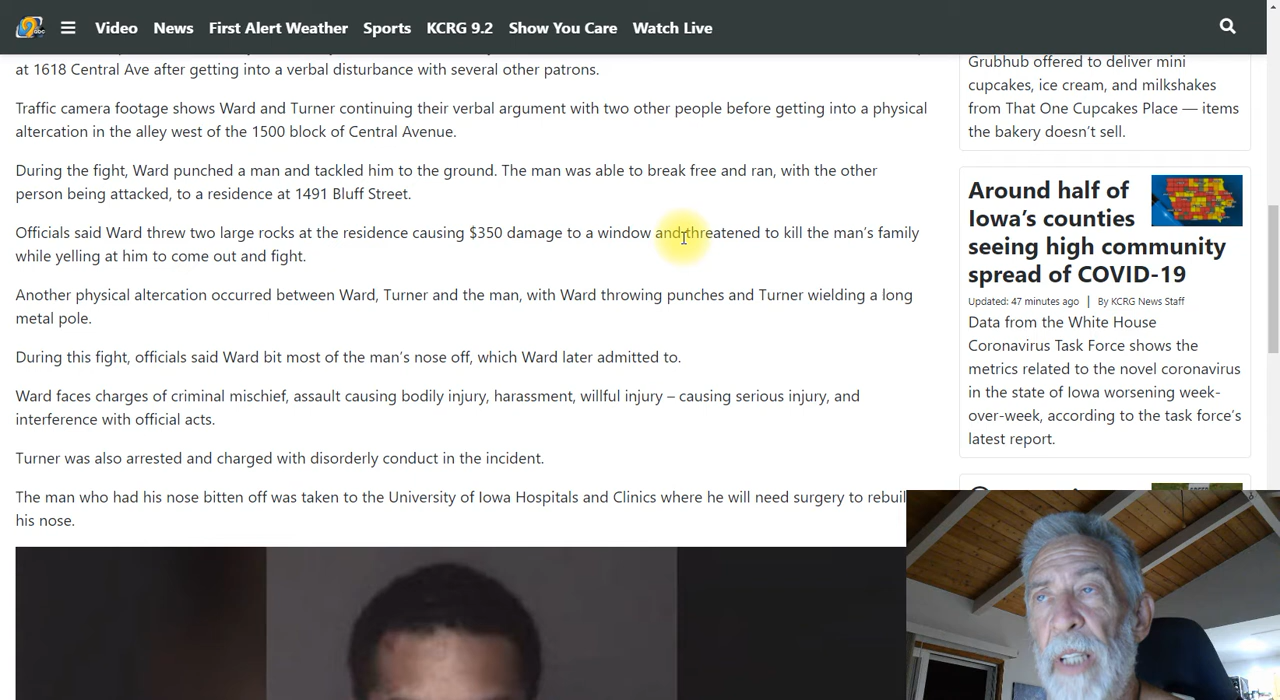 Video News First Alert Weather Sports KCRG 9.2 Show You Care Watch Live
at 1618 Central Ave after getting into a verbal disturbance with several other patrons.
Traffic camera footage shows Ward and Turner continuing their verbal argument with two other people before getting into a physical
altercation in the alley west of the 1500 block of Central Avenue.
During the fight, Ward punched a man and tackled him to the ground. The man was able to break free and ran, with the other
person being attacked, to a residence at 1491 Bluff Street.
Officials said Ward threw two large rocks at the residence causing $350 damage to a window and threatened to kill the man's family
while yelling at him to come out and fight.
Another physical altercation occurred between Ward, Turner and the man, with Ward throwing punches and Turner wielding a long
metal pole.
During this fight, officials said Ward bit most of the man's nose off, which Ward later admitted to.
Ward faces charges of criminal mischief, assault causing bodily injury, harassment, willful injury – causing serious injury, and
interference with official acts.
Turner was also arrested and charged with disorderly conduct in the incident.
The man who had his nose bitten off was taken to the University of Iowa Hospitals and Clinics where he will need surgery to
his nose.
Grubhub offered to deliver mini
cupcakes, ice cream, and milkshakes
from That One Cupcakes Place — items
the bakery doesn't sell.
Around half of
Iowa's counties
seeing high community
spread of COVID-19
Updated: 47 minutes ago | By KCRG News Staff
Data from the White House
Coronavirus Task Force shows the
metrics related to the novel coronavirus
in the state of Iowa worsening week-
over-week, according to the task force's
latest report.